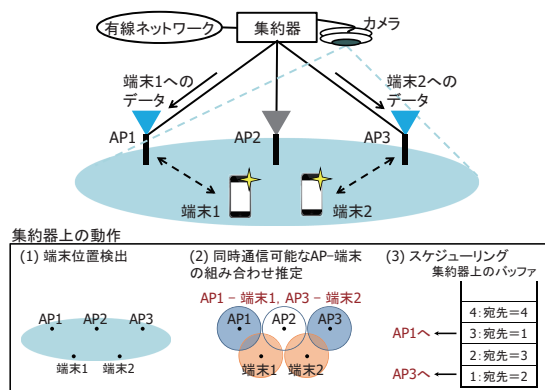 有線ネットワーク
集約器
カメラ
端末1への
データ
端末2への
データ
AP1
AP2
AP3
端末1
端末2
集約器上の動作
(1) 端末位置検出
AP1
AP2
AP3
端末1
端末2
(2) 同時通信可能なAP–端末
の組み合わせ推定
AP1 – 端末1, AP3 – 端末2
AP1
AP2
AP3
端末1
端末2
(3) スケジューリング
集約器上のバッファ
4:宛先=4
AP1へ
3:宛先=1
2:宛先=3
AP3へ
1:宛先=2